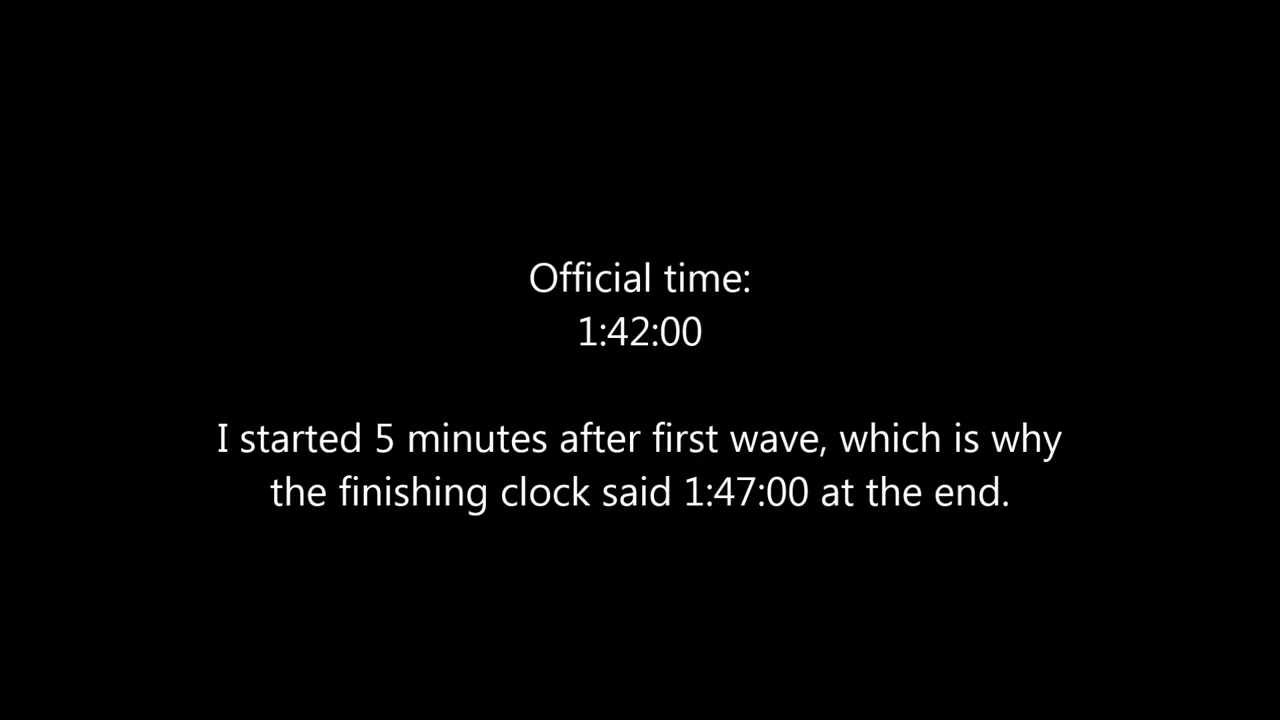 Official time:
1:42:00
I started 5 minutes after first wave, which is why
the finishing clock said 1:47:00 at the end.